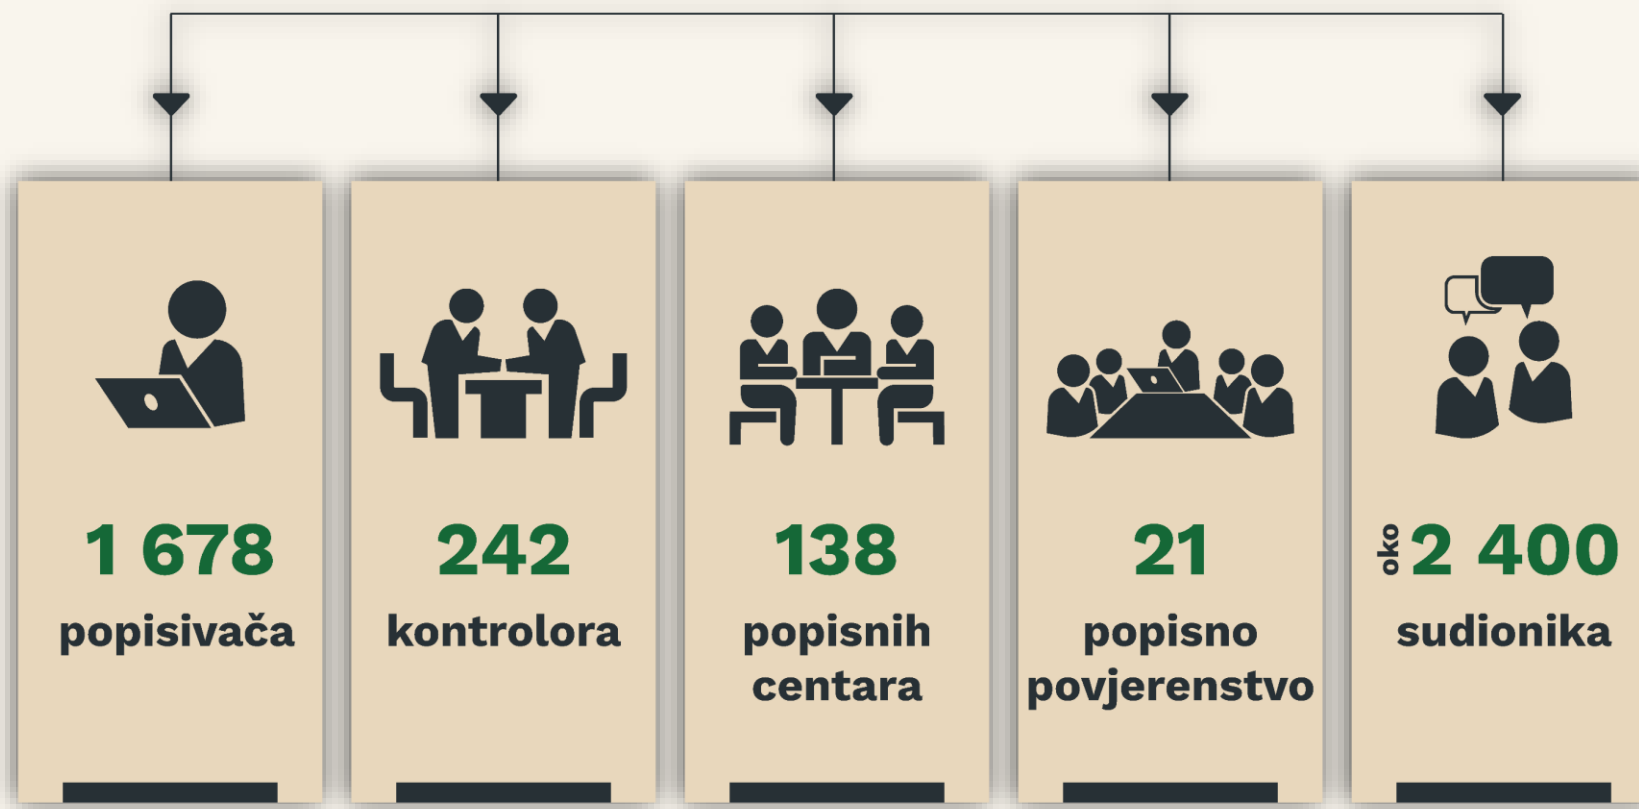 1 678
popisivača
242
kontrolora
138
popisnih
centara
21
popisno
povjerenstvo
oko 2 400
sudionika